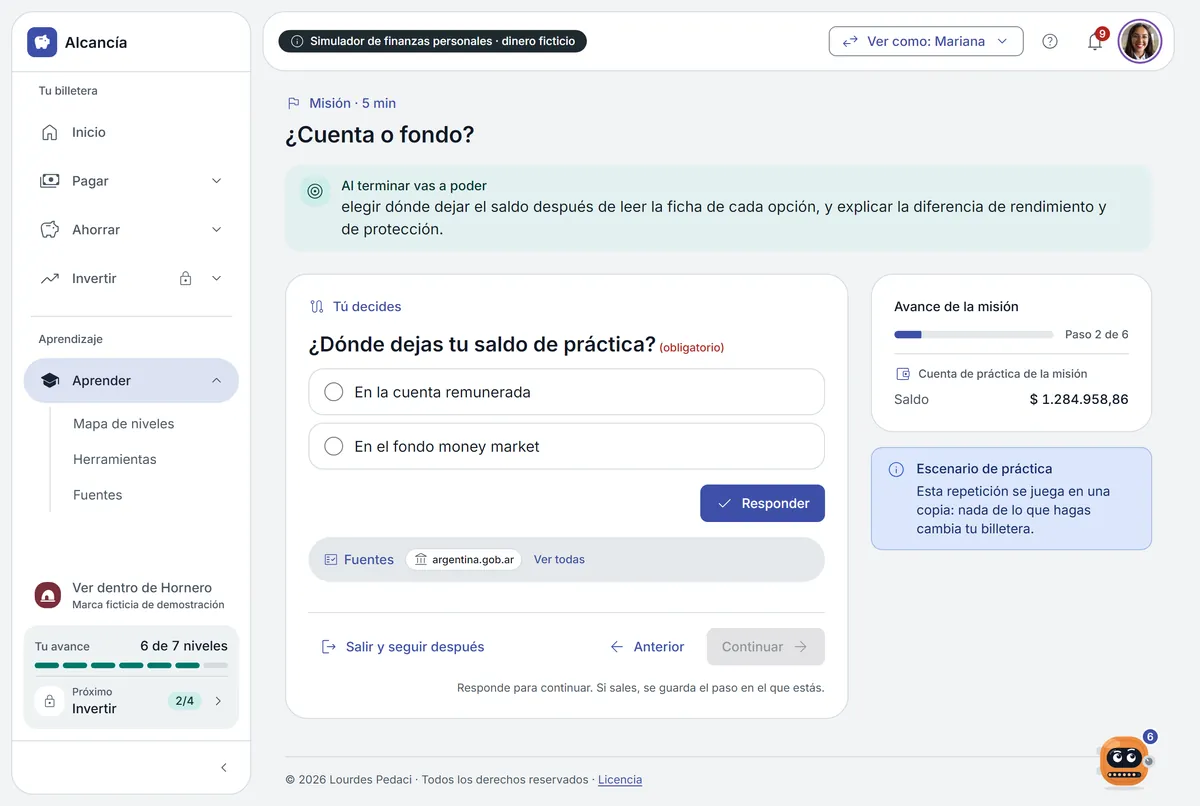 Alcancía
Tu billetera
Inicio
Pagar
Ahorrar
Invertir
Aprendizaje
Aprender
Mapa de niveles
Herramientas
Fuentes
Ver dentro de Hornero
Marca ficticia de demostración
Tu avance 6 de 7 niveles
Próximo
Invertir
2/4
Simulador de finanzas personales · dinero ficticio
Ver como: Mariana
9
Misión · 5 min
¿Cuenta o fondo?
Al terminar vas a poder
elegir dónde dejar el saldo después de leer la ficha de cada opción, y explicar la diferencia de rendimiento y
de protección.
Tú decides
¿Dónde dejas tu saldo de práctica? (obligatorio)
En la cuenta remunerada
En el fondo money market
Responder
Fuentes argentina.gob.ar Ver todas
Salir y seguir después
Anterior
Continuar
Responde para continuar. Si sales, se guarda el paso en el que estás.
Avance de la misión
Paso 2 de 6
Cuenta de práctica de la misión
Saldo $ 1.284.958,86
Escenario de práctica
Esta repetición se juega en una
copia: nada de lo que hagas
cambia tu billetera.
© 2026 Lourdes Pedaci · Todos los derechos reservados · Licencia
6